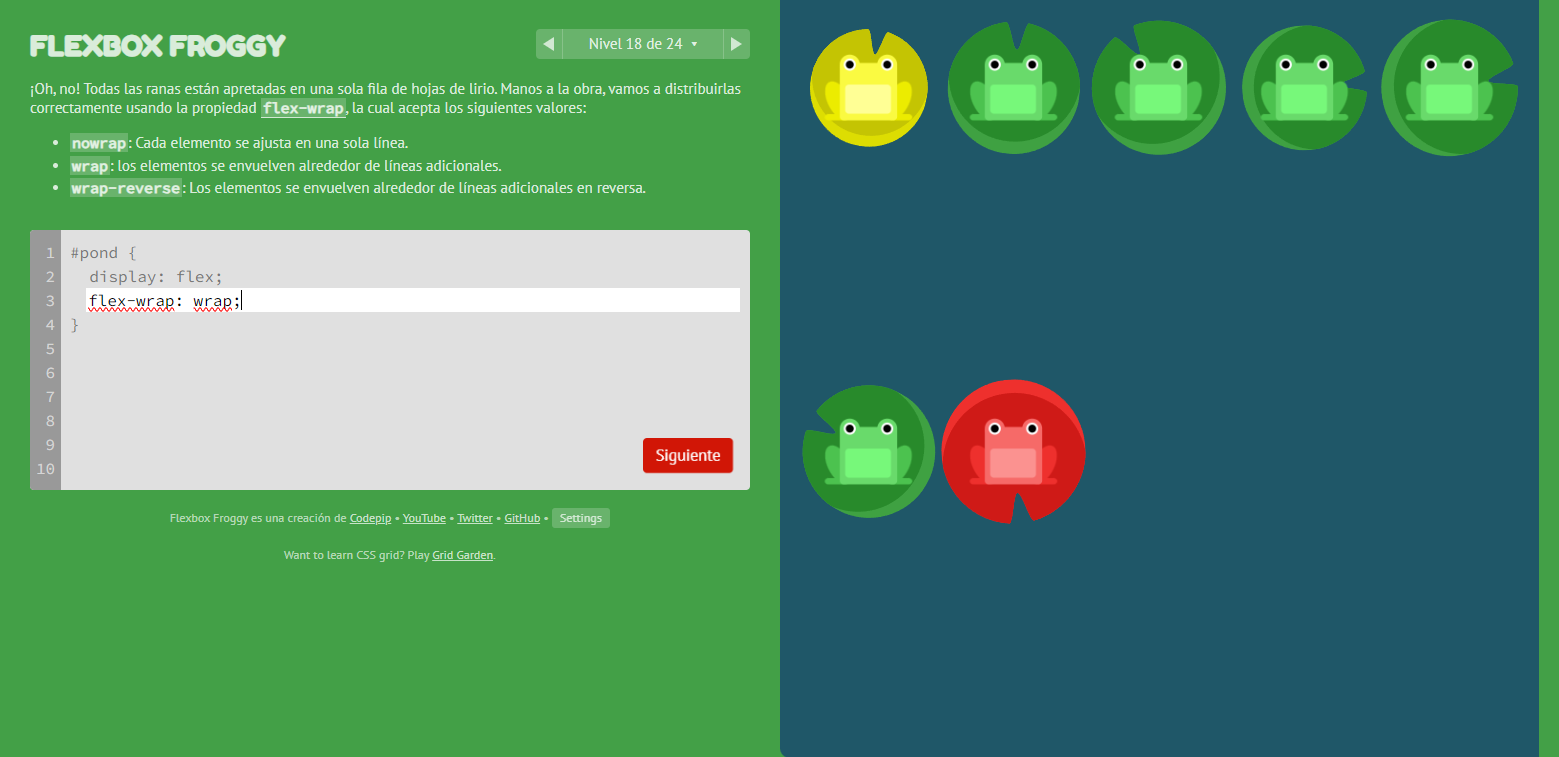 FLEXBOX FROGGY
Nivel 18 de 24
¡Oh, no! Todas las ranas están apretadas en una sola fila de hojas de lirio. Manos a la obra, vamos a distribuirlas
correctamente usando la propiedad flex-wrap, la cual acepta los siguientes valores:
• nowrap: Cada elemento se ajusta en una sola línea.
• wrap: los elementos se envuelven alrededor de líneas adicionales.
• wrap-reverse: Los elementos se envuelven alrededor de líneas adicionales en reversa.
1 #pond {
2 display: flex;
3 flex-wrap: wrap;
4 }
5
6
7
8
9
10
Siguiente
Flexbox Froggy es una creación de Codepip • YouTube • Twitter • GitHub • Settings
Want to learn CSS grid? Play Grid Garden.